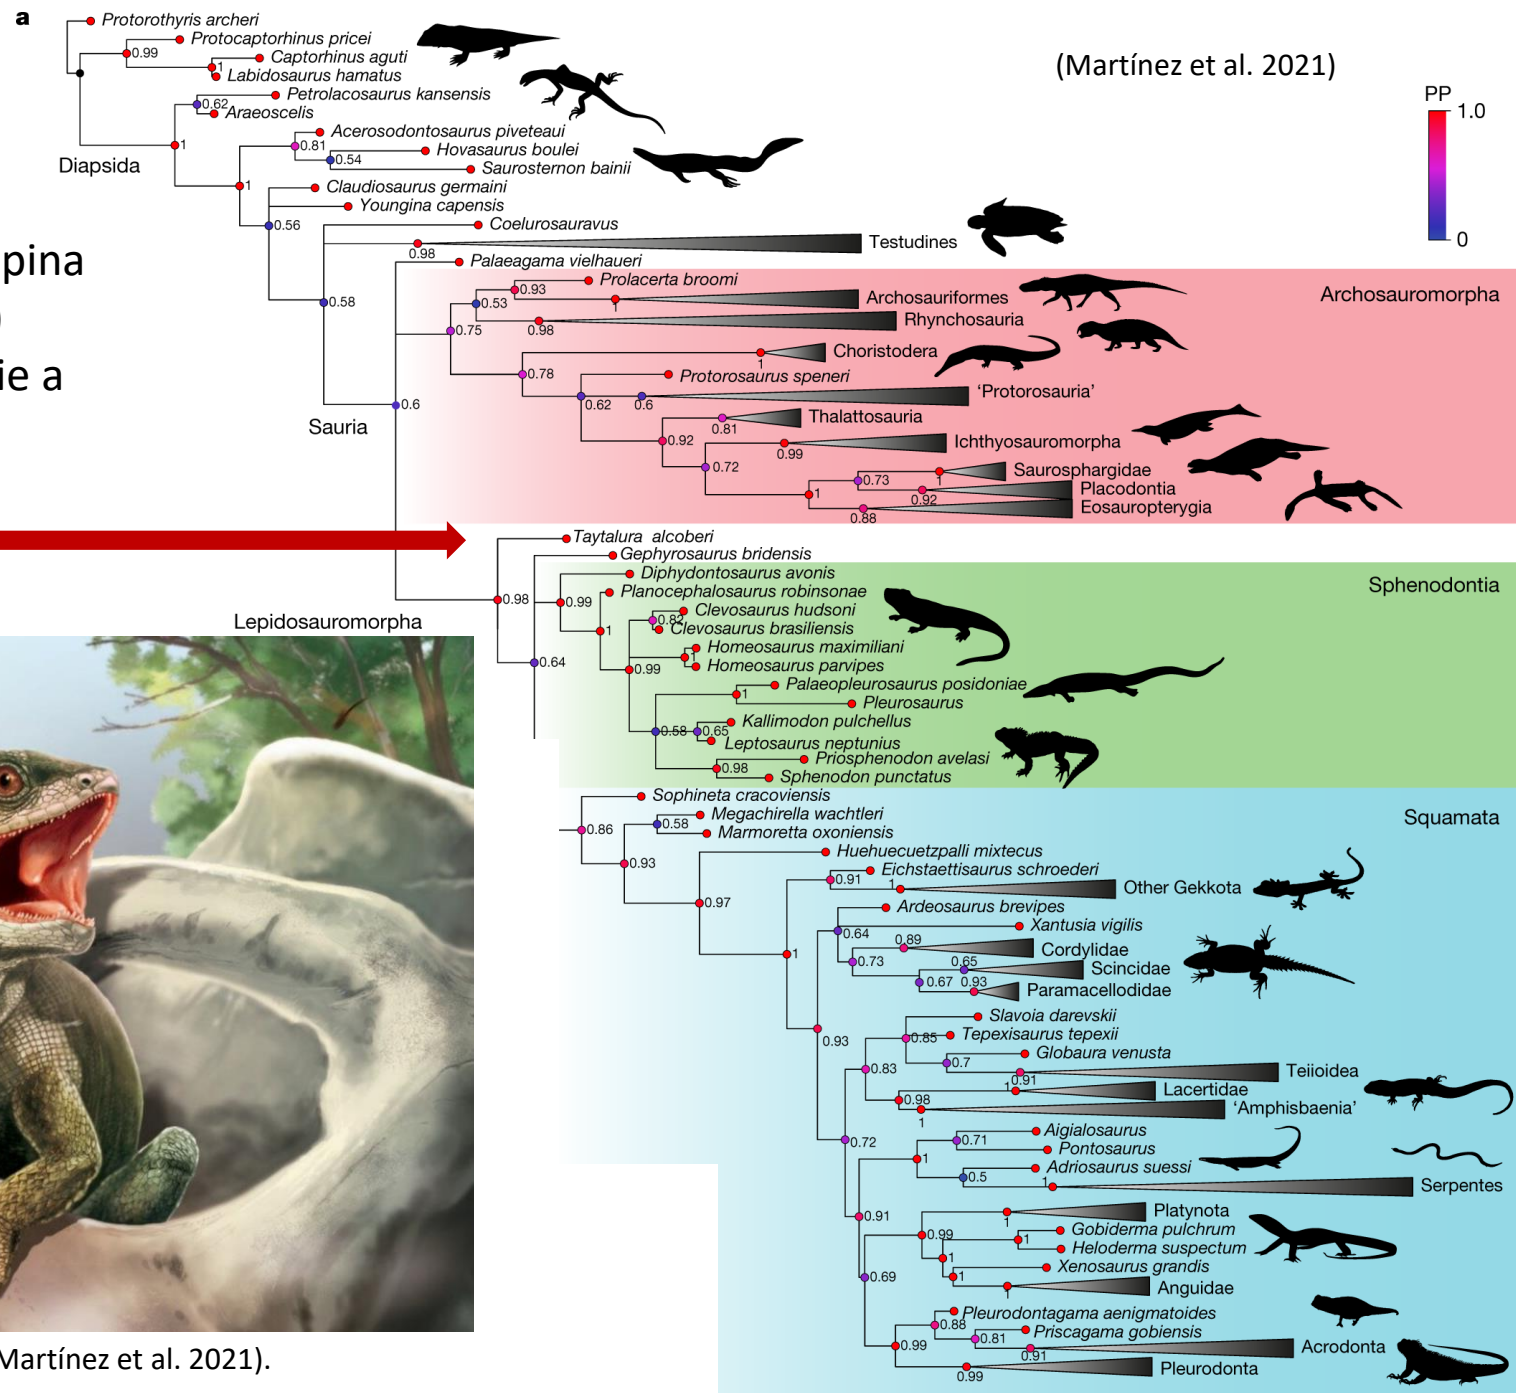 a
Protorothyris archeri
Protocaptorhinus pricei
0.99
Captorhinus aguti
1
Labidosaurus hamatus
(Martínez et al. 2021)
PP
1.0
0
Petrolacosaurus kansensis
0.62
Araeoscelis
1
Diapsida
Acerosodontosaurus piveteaui
0.81
Hovasaurus boulei
0.54
Saurosternon bainii
1
Claudiosaurus germaini
Youngina capensis
0.56
Coelurosauravus
Testudines
0.98
pina
)
ie a
0.58
Palaeagama vielhaueri
Archosauromorpha
Prolacerta broomi
0.93
Archosauriformes
1
0.53
Rhynchosauria
0.98
0.75
Choristodera
1
0.78
Protorosaurus speneri
'Protorosauria'
0.62
0.6
0.6
Sauria
Thalattosauria
0.81
0.92
Ichthyosauromorpha
0.99
0.72
Saurosphargidae
1
0.73
Placodontia
0.92
1
Eosauropterygia
0.88
Taytalura alcoberi
Gephyrosaurus bridensis
Sphenodontia
Diphydontosaurus avonis
0.98
0.99
Planocephalosaurus robinsonae
Clevosaurus hudsoni
0.82
Clevosaurus brasiliensis
1
Lepidosauromorpha
Homeosaurus maximiliani
1
Homeosaurus parvipes
0.64
0.99
Palaeopleurosaurus posidoniae
1
Pleurosaurus
Kallimodon pulchellus
0.58
0.65
Leptosaurus neptunius
Priosphenodon avelasi
0.98
Sphenodon punctatus
Sophineta cracoviensis
Squamata
Megachirella wachtleri
0.86
0.58
Marmoretta oxoniensis
0.93
Huehuecuetzpalli mixtecus
Eichstaettisaurus schroederi
0.91
1
Other Gekkota
0.97
Ardeosaurus brevipes
Xantusia vigilis
0.64
0.89
Cordylidae
1
0.73
0.65
Scincidae
0.67
0.93
Paramacellodidae
Slavoia darevskii
0.93
0.85
Tepexisaurus tepexii
Globaura venusta
0.7
0.83
0.91
Teiioidea
1
Lacertidae
0.98
'Amphisbaenia'
1
Aigialosaurus
0.72
0.71
Pontosaurus
1
Adriosaurus suessi
0.5
1
Serpentes
0.91
Platynota
1
0.99
Gobiderma pulchrum
1
Heloderma suspectum
1
Xenosaurus grandis
0.69
1
Anguidae
1
Pleurodontagama aenigmatoides
0.88
Priscagama gobiensis
0.81
0.99
Acrodonta
0.91
Pleurodonta
0.99
Martínez et al. 2021).